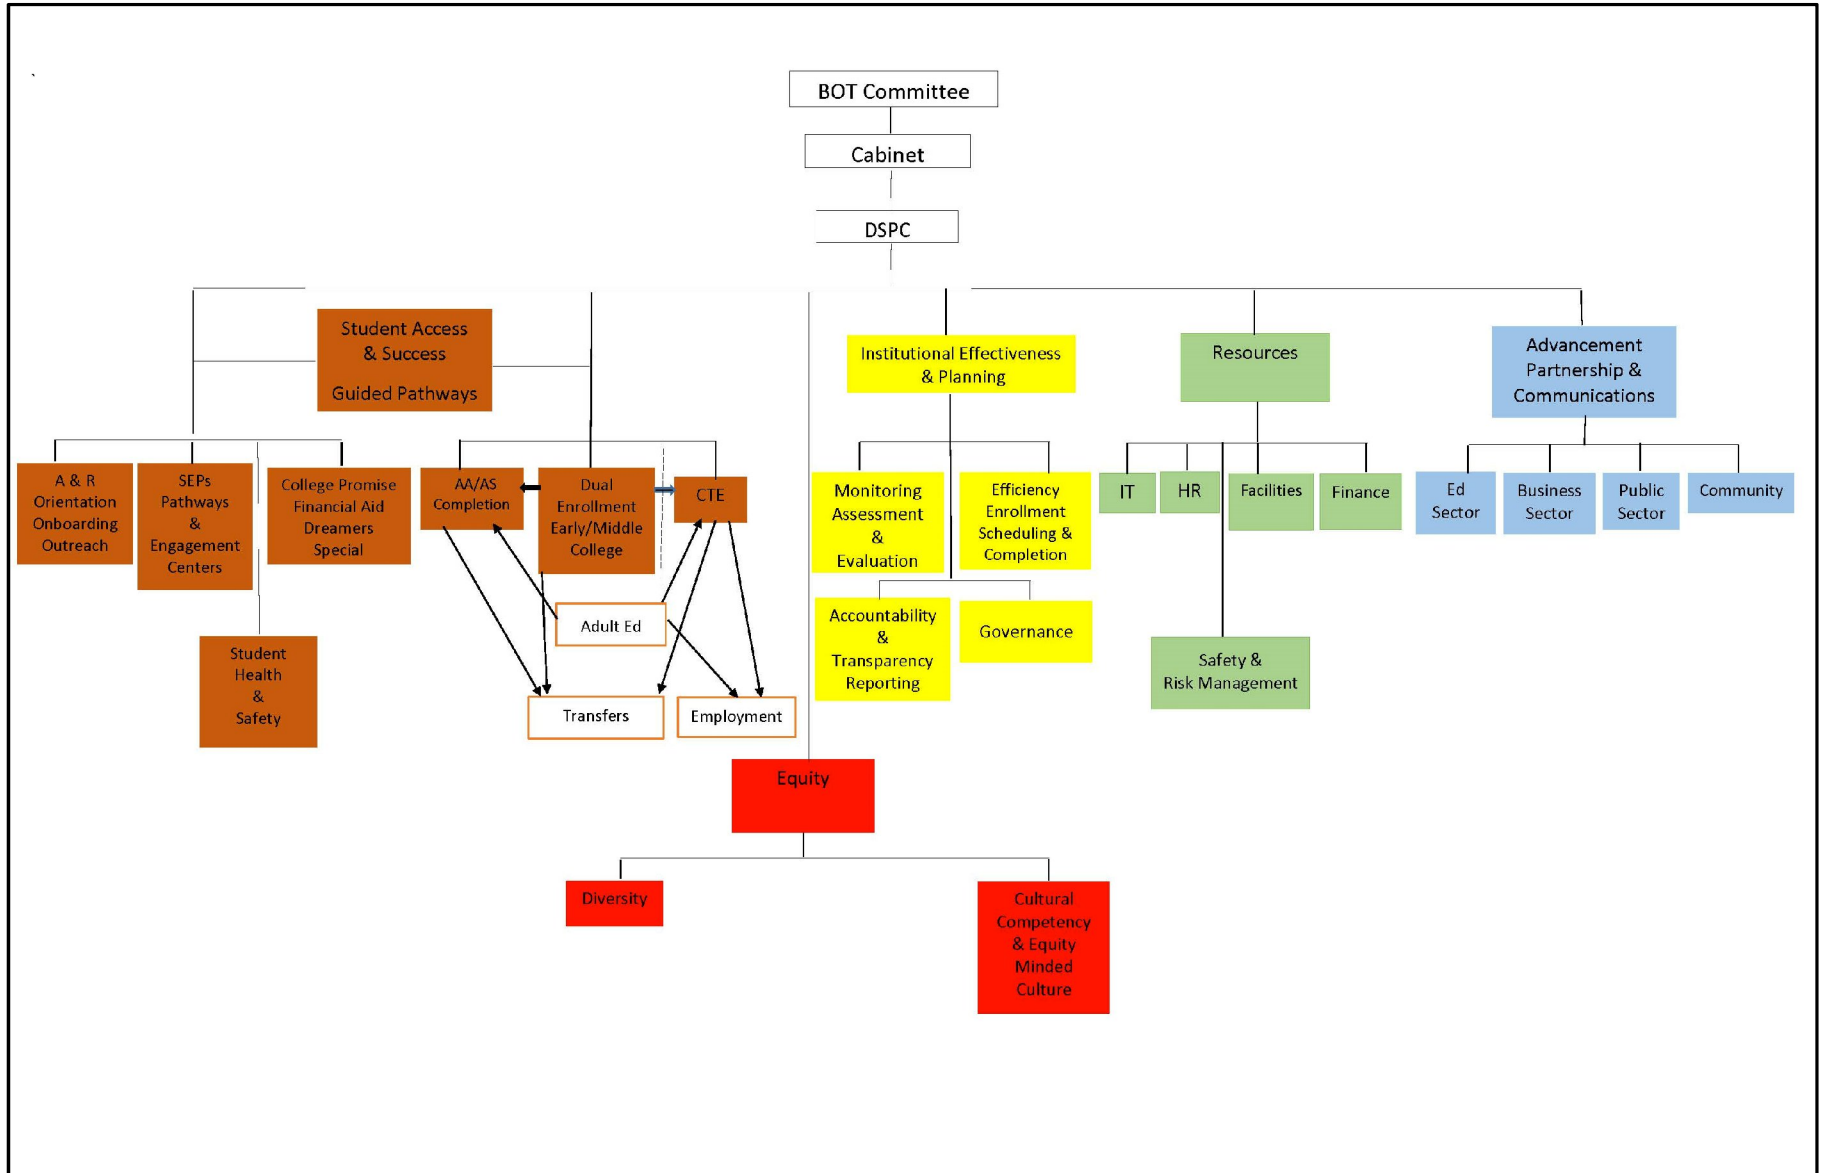 BOT Committee
Cabinet
DSPC
Student Access
& Success
Guided Pathways
Institutional Effectiveness
& Planning
Resources
Advancement
Partnership &
Communications
A & R
Orientation
Onboarding
Outreach
SEPs
Pathways
&
Engagement
Centers
College Promise
Financial Aid
Dreamers
Special
AA/AS
Completion
Dual
Enrollment
Early/Middle
College
CTE
Monitoring
Assessment
&
Evaluation
Efficiency
Enrollment
Scheduling &
Completion
IT
HR
Facilities
Finance
Ed
Sector
Business
Sector
Public
Sector
Community
Student
Health
&
Safety
Adult Ed
Transfers
Employment
Accountability
&
Transparency
Reporting
Governance
Safety &
Risk Management
Equity
Diversity
Cultural
Competency
& Equity
Minded
Culture